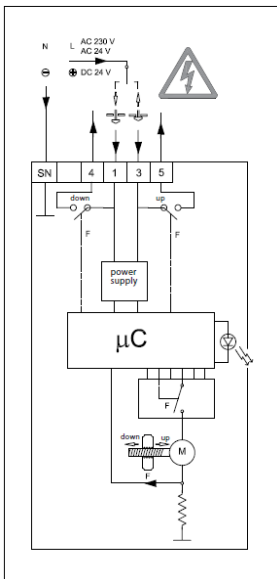 N L AC 230 V
AC 24 V
DC 24 V
SN 4 1 3 5
down up
F F
power
supply
µC
F
down up
M
F